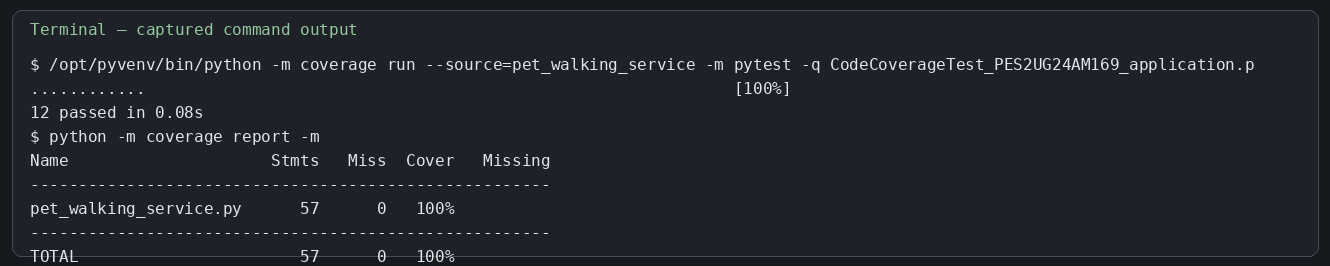 Terminal — captured command output
$ /opt/pyvenv/bin/python -m coverage run --source=pet_walking_service -m pytest -q CodeCoverageTest_PES2UG24AM169_application.p
............                                                             [100%]
12 passed in 0.08s
$ python -m coverage report -m
Name                     Stmts   Miss  Cover   Missing
------------------------------------------------------
pet_walking_service.py      57      0   100%
------------------------------------------------------
TOTAL                       57      0   100%